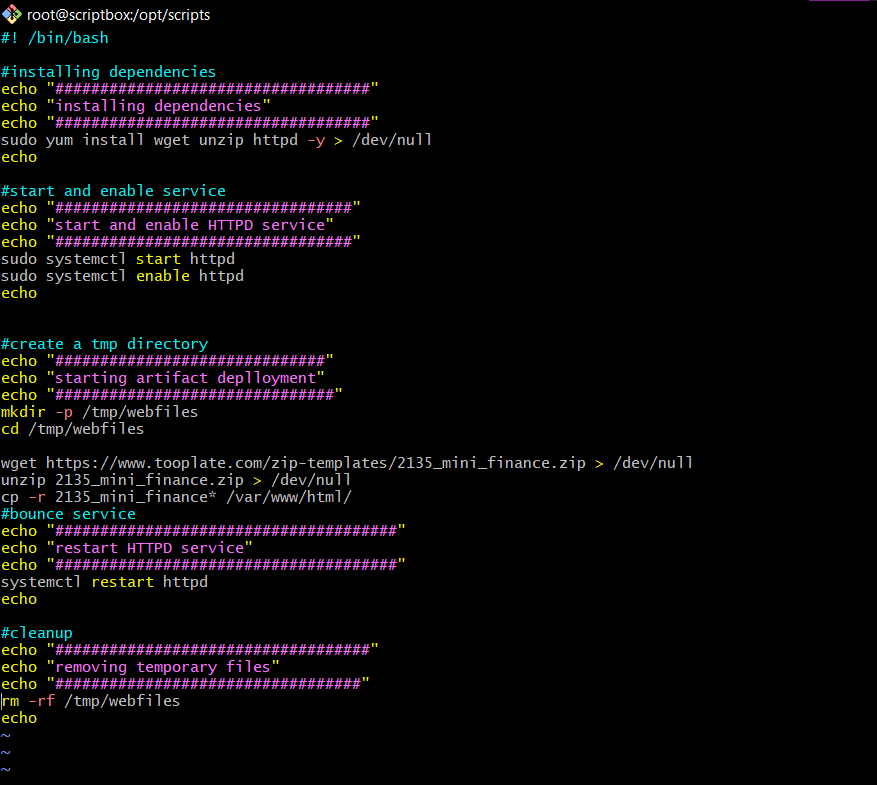 root@scriptbox:/opt/scripts
#! /bin/bash
#installing dependencies
echo "###################################"
echo "installing dependencies"
echo "###################################"
sudo yum install wget unzip httpd -y > /dev/null
echo
#start and enable service
echo "#################################"
echo "start and enable HTTPD service"
echo "#################################"
sudo systemctl start httpd
sudo systemctl enable httpd
echo
#create a tmp directory
echo "##############################"
echo "starting artifact deplloyment"
echo "###############################"
mkdir -p /tmp/webfiles
cd /tmp/webfiles
wget https://www.tooplate.com/zip-templates/2135_mini_finance.zip > /dev/null
unzip 2135_mini_finance.zip > /dev/null
cp -r 2135_mini_finance* /var/www/html/
#bounce service
echo "######################################"
echo "restart HTTPD service"
echo "######################################"
systemctl restart httpd
echo
#cleanup
echo "###################################"
echo "removing temporary files"
echo "##################################"
rm -rf /tmp/webfiles
echo
~
~
~